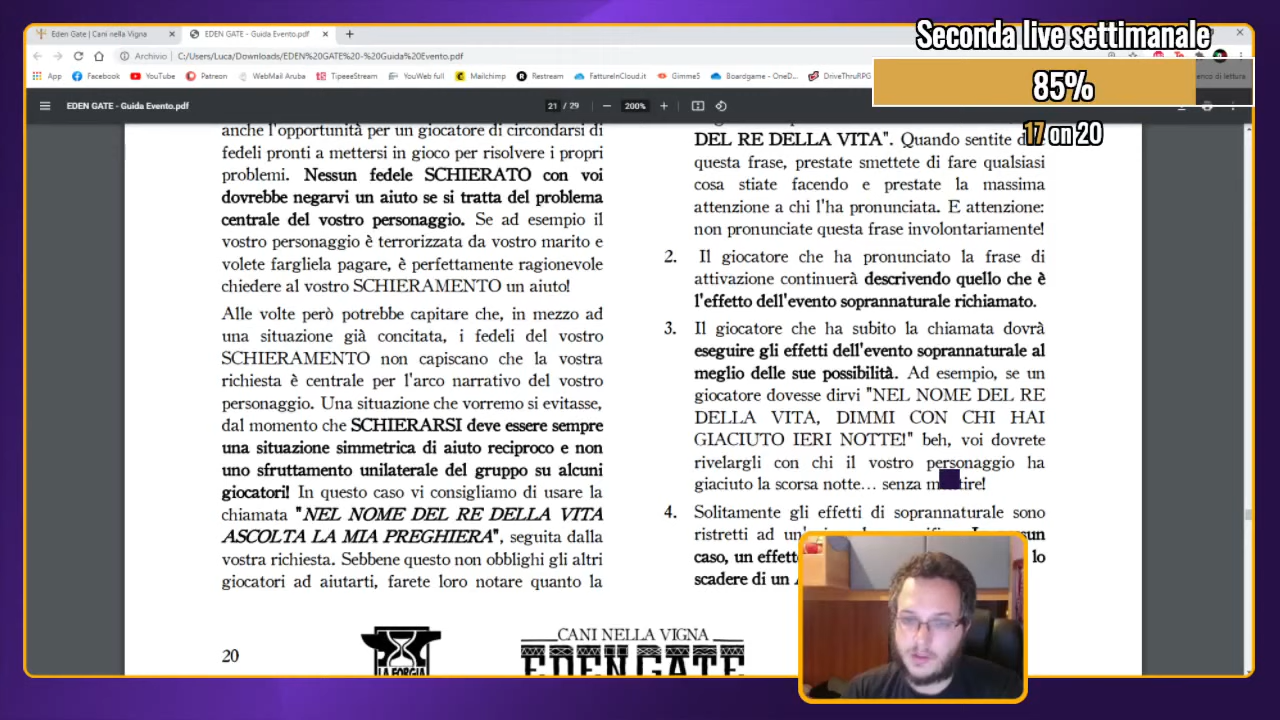 Seconda live settimanale
85%
17 on 20
Eden Gate | Cani nella Vigna
EDEN GATE - Guida Evento.pdf
Archivio
C:/Users/Luca/Downloads/EDEN%20GATE%20-%20Guida%20Evento.pdf
App
Facebook
YouTube
Patreon
WebMail Aruba
TipeeeStream
YouWeb full
Mailchimp
Restream
FattureInCloud.it
GimmeS
Boardgame - OneD...
DriveThruRPG
enco di lettura
EDEN GATE - Guida Evento.pdf
21 / 29
200%
anche l'opportunità per un giocatore di circondarsi di
fedeli pronti a mettersi in gioco per risolvere i propri
problemi. Nessun fedele SCHIERATO con voi
dovrebbe negarvi un aiuto se si tratta del problema
centrale del vostro personaggio. Se ad esempio il
vostro personaggio è terrorizzata da vostro marito e
volete fargliela pagare, è perfettamente ragionevole
chiedere al vostro SCHIERAMENTO un aiuto!
Alle volte però potrebbe capitare che, in mezzo ad
una situazione già concitata, i fedeli del vostro
SCHIERAMENTO non capiscano che la vostra
richiesta è centrale per l'arco narrativo del vostro
personaggio. Una situazione che vorremo si evitasse,
dal momento che SCHIERARSI deve essere sempre
una situazione simmetrica di aiuto reciproco e non
uno sfruttamento unilaterale del gruppo su alcuni
giocatori! In questo caso vi consigliamo di usare la
chiamata "NEL NOME DEL RE DELLA VITA
ASCOLTA LA MIA PREGHIERA", seguita dalla
vostra richiesta. Sebbene questo non obblighi gli altri
giocatori ad aiutarti, farete loro notare quanto la
DEL RE DELLA VITA". Quando sentite
questa frase, prestate smettete di fare qualsiasi
cosa stiate facendo e prestate la massima
attenzione a chi l'ha pronunciata. E attenzione:
non pronunciate questa frase involontariamente!
2. Il giocatore che ha pronunciato la frase di
attivazione continuerà descrivendo quello che è
l'effetto dell'evento soprannaturale richiamato.
3. Il giocatore che ha subito la chiamata dovrà
eseguire gli effetti dell'evento soprannaturale al
meglio delle sue possibilità. Ad esempio, se un
giocatore dovesse dirvi "NEL NOME DEL RE
DELLA VITA, DIMMI CON CHI HAI
GIACIUTO IERI NOTTE!" beh, voi dovrete
rivelargli con chi il vostro personaggio ha
giaciuto la scorsa notte... senza
4. Solitamente gli effetti di soprannaturale sono
ristretti ad
caso, un effetto lo
scadere di un
20
LA FORGIA
CANI NELLA VIGNA
EDEN GATE